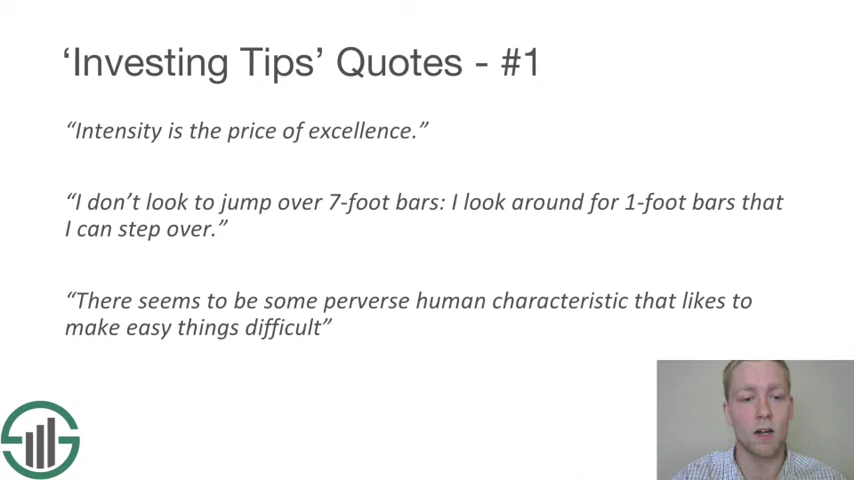 ‘Investing Tips’ Quotes - #1
“Intensity is the price of excellence.”
“I don’t look to jump over 7-foot bars: I look around for 1-foot bars that
I can step over.”
“There seems to be some perverse human characteristic that likes to
make easy things difficult”